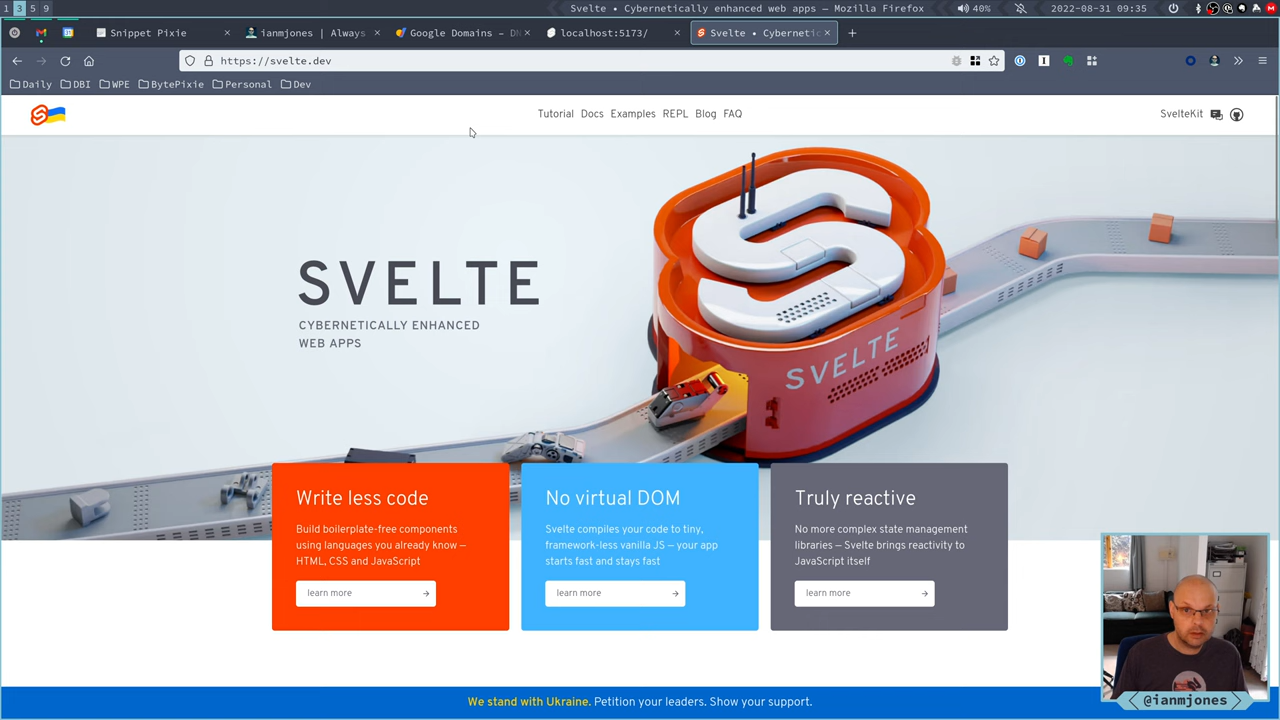 1 3 5 9
Svelte • Cybernetically enhanced web apps — Mozilla Firefox
40%
2022-08-31 09:35
Snippet Pixie
ianmjones | Always
Google Domains – DN
localhost:5173/
Svelte • Cybernetic
https://svelte.dev
Daily
DBI
WPE
BytePixie
Personal
Dev
Tutorial Docs Examples REPL Blog FAQ
SvelteKit
SVELTE
CYBERNETICALLY ENHANCED
WEB APPS
SVELTE
Write less code
Build boilerplate-free components
using languages you already know —
HTML, CSS and JavaScript
learn more
No virtual DOM
Svelte compiles your code to tiny,
framework-less vanilla JS — your app
starts fast and stays fast
learn more
Truly reactive
No more complex state management
libraries — Svelte brings reactivity to
JavaScript itself
learn more
We stand with Ukraine. Petition your leaders. Show your support.
@ianmjones